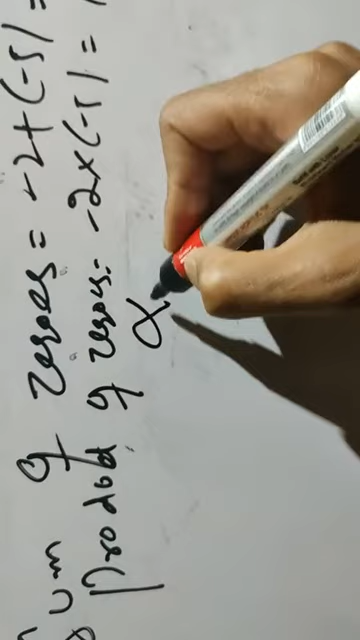 Sum of zeroes = -2+(-5) =
Product of zeroes = -2×(-5) =
α